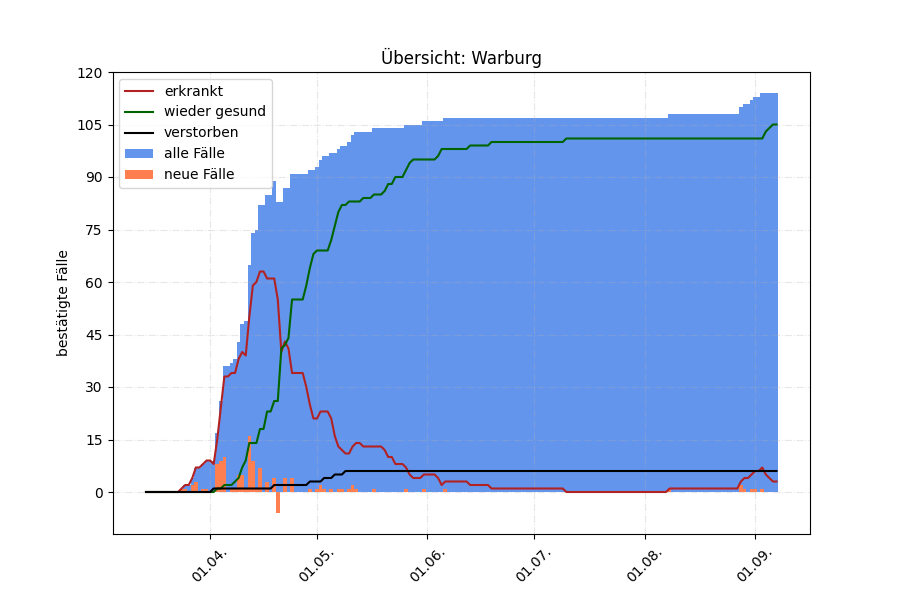 Übersicht: Warburg
120
105
90
75
60
45
30
15
0
bestätigte Fälle
erkrankt
wieder gesund
verstorben
alle Fälle
neue Fälle
01.04.
01.05.
01.06.
01.07.
01.08.
01.09.